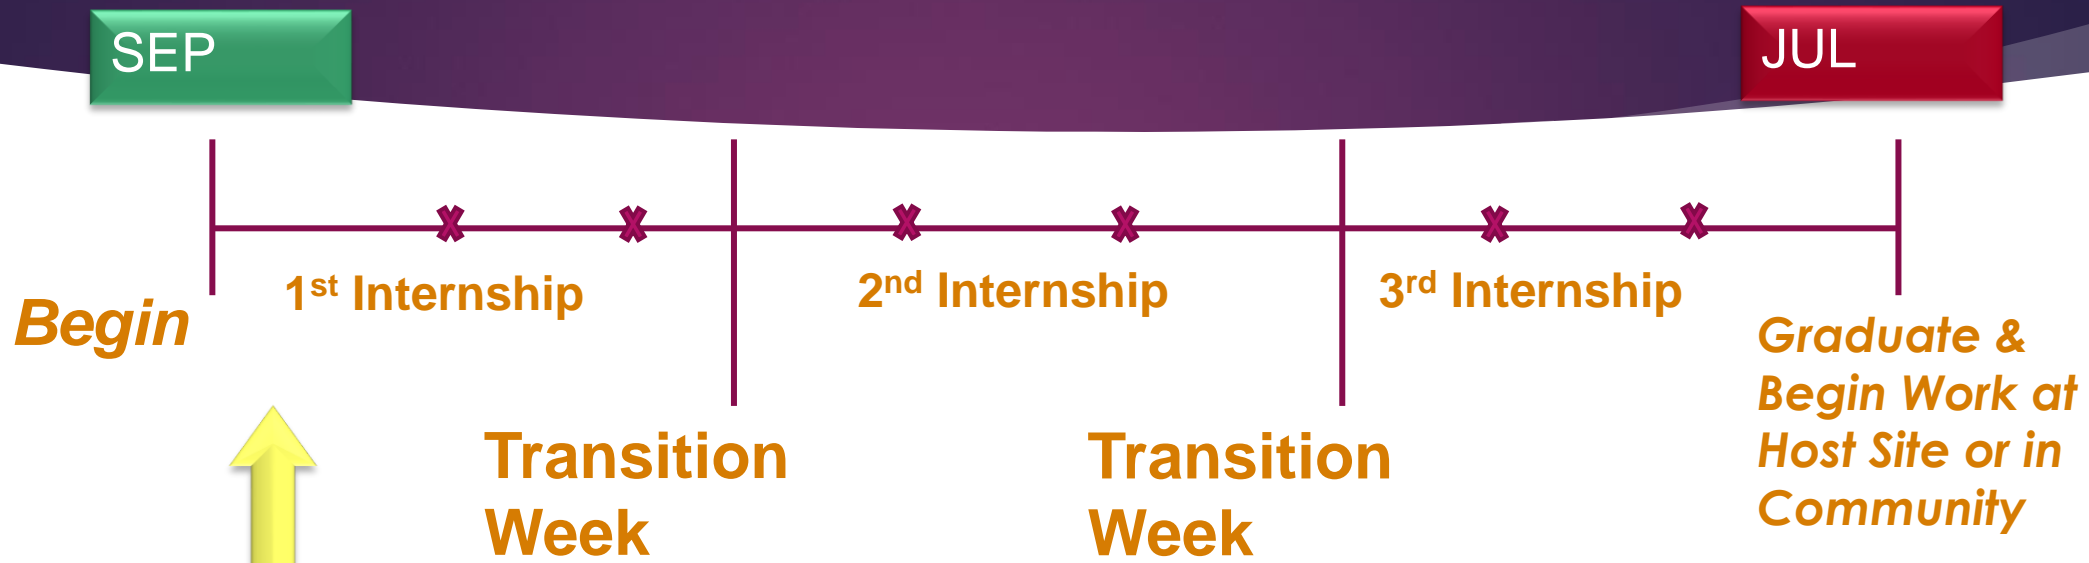 SEP
JUL
Begin
1st Internship
2nd Internship
3rd Internship
Transition
Week
Transition
Week
Graduate &
Begin Work at
Host Site or in
Community